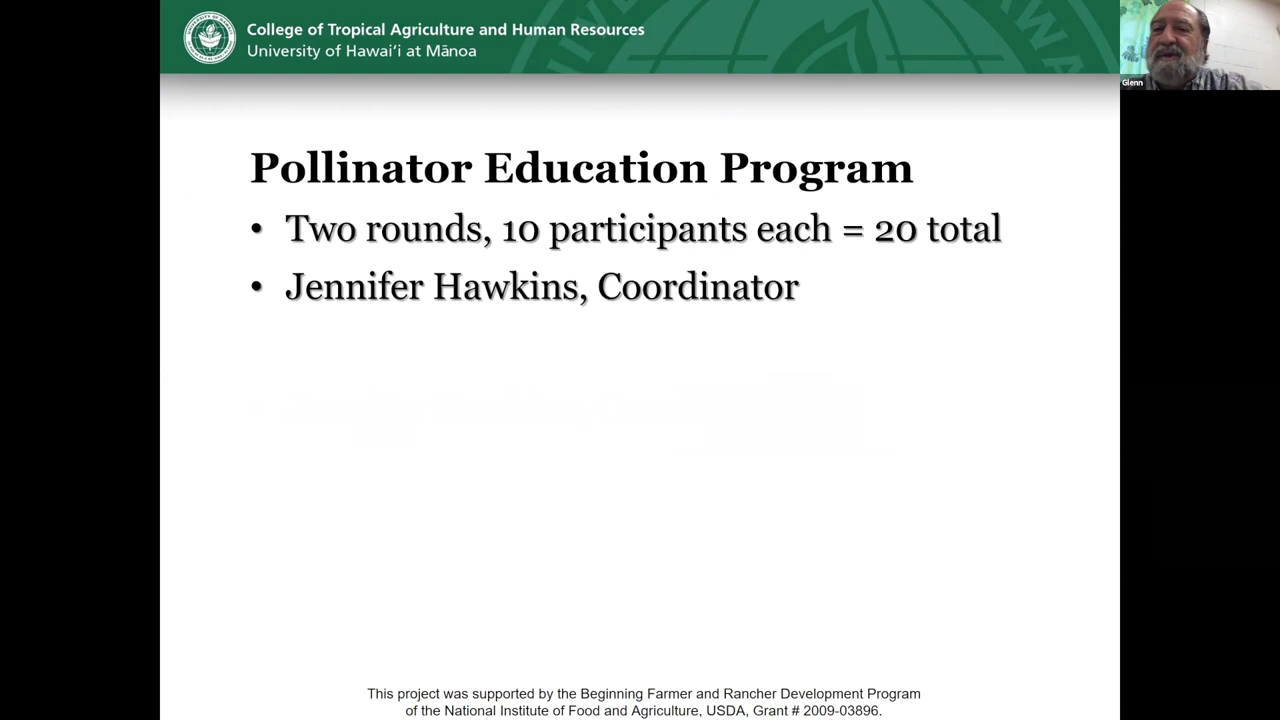 College of Tropical Agriculture and Human Resources
University of Hawaiʻi at Mānoa
Glenn
Pollinator Education Program
• Two rounds, 10 participants each = 20 total
• Jennifer Hawkins, Coordinator
This project was supported by the Beginning Farmer and Rancher Development Program
of the National Institute of Food and Agriculture, USDA, Grant # 2009-03896.